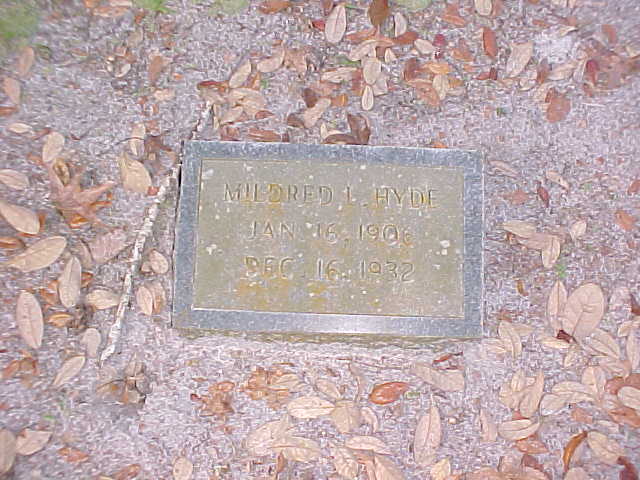 MILDRED L. HYDE
JAN. 16, 1906
DEC. 16, 1932